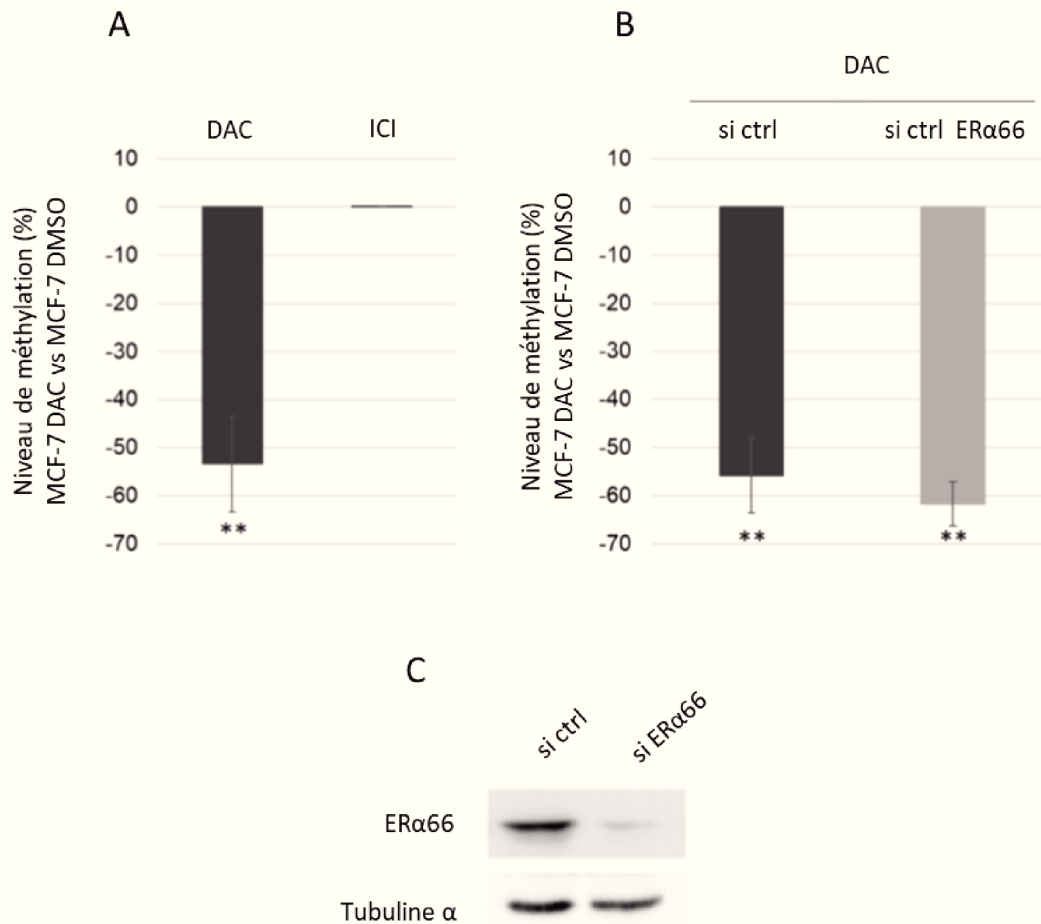 A
DAC ICI
Niveau de méthylation (%)
MCF-7 DAC vs MCF-7 DMSO
10
0
-10
-20
-30
-40
-50
-60
-70
**
B
DAC
si ctrl si ctrl ERα66
Niveau de méthylation (%)
MCF-7 DAC vs MCF-7 DMSO
10
0
-10
-20
-30
-40
-50
-60
-70
** **
C
si ctrl si ERα66
ERα66
Tubuline α